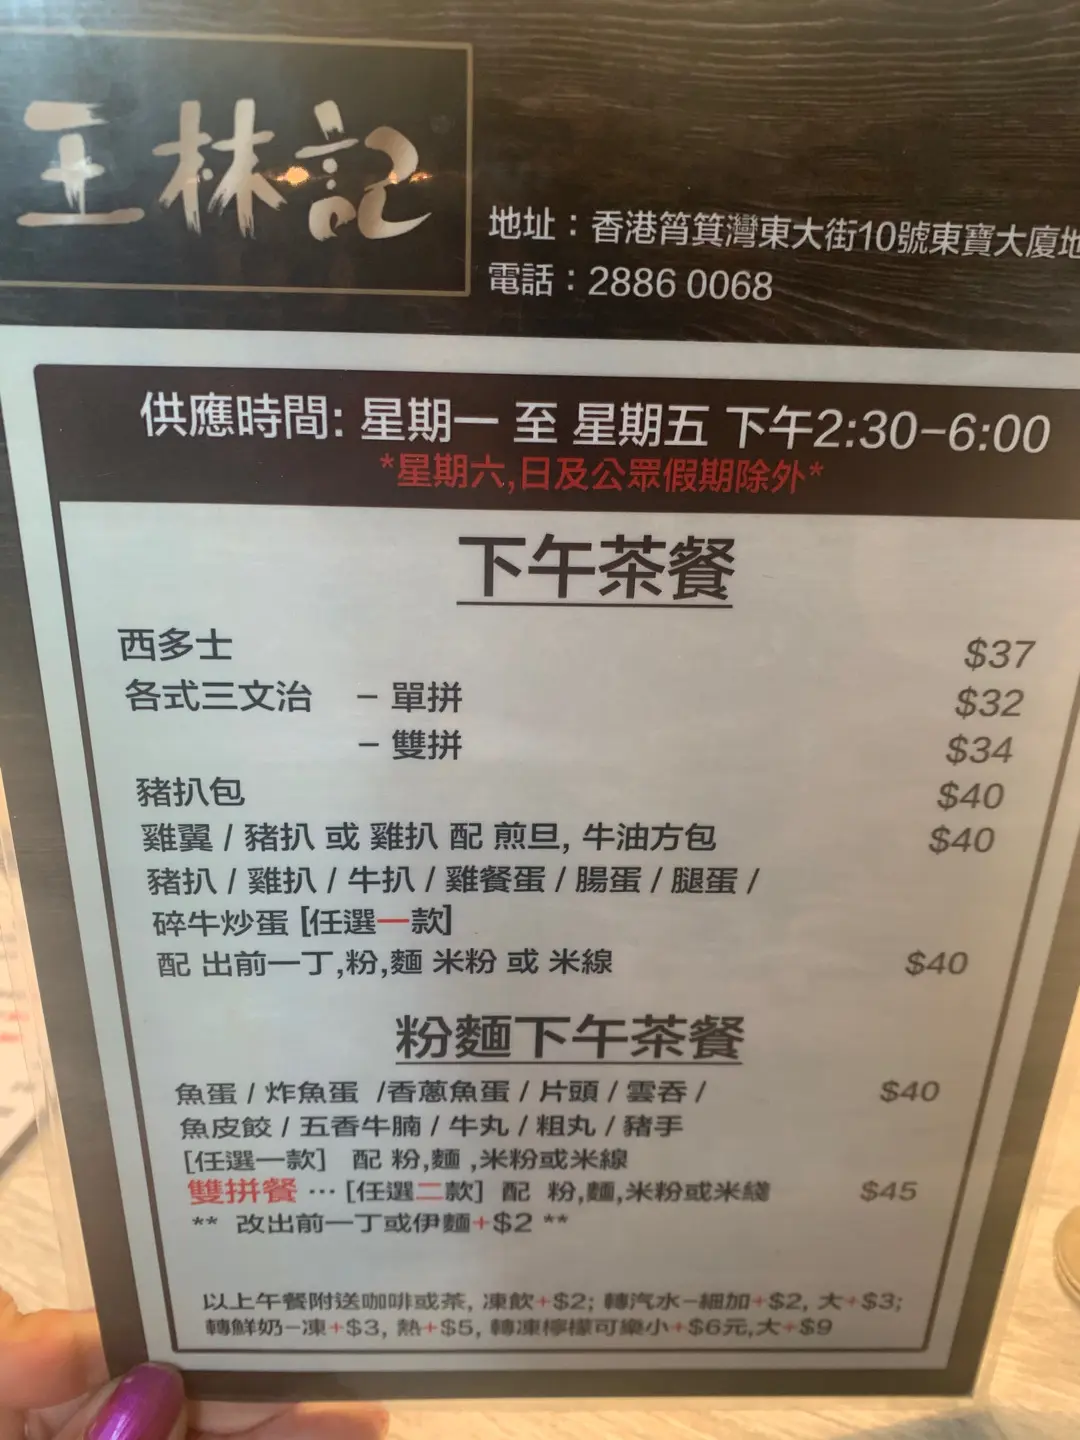 王林記
地址：香港筲箕灣東大街10號東寶大廈地
電話：2886 0068
供應時間: 星期一 至 星期五 下午2:30-6:00
*星期六,日及公眾假期除外*
下午茶餐
西多士 $37
各式三文治 - 單拼 $32
- 雙拼 $34
豬扒包 $40
雞翼 / 豬扒 或 雞扒 配 煎旦, 牛油方包 $40
豬扒 / 雞扒 / 牛扒 / 雞餐蛋 / 腸蛋 / 腿蛋 /
碎牛炒蛋 [任選一款]
配 出前一丁,粉,麵 米粉 或 米線 $40
粉麵下午茶餐
魚蛋 / 炸魚蛋 /香蔥魚蛋 / 片頭 / 雲吞 / $40
魚皮餃 / 五香牛腩 / 牛丸 / 粗丸 / 豬手
[任選一款] 配 粉,麵 ,米粉或米線
雙拼餐 ··· [任選二款] 配 粉,麵,米粉或米綫 $45
** 改出前一丁或伊麵+$2 **
以上午餐附送咖啡或茶, 凍飲+$2; 轉汽水-細加+$2, 大+$3;
轉鮮奶-凍+$3, 熱+$5, 轉凍檸檬可樂小+$6元,大+$9